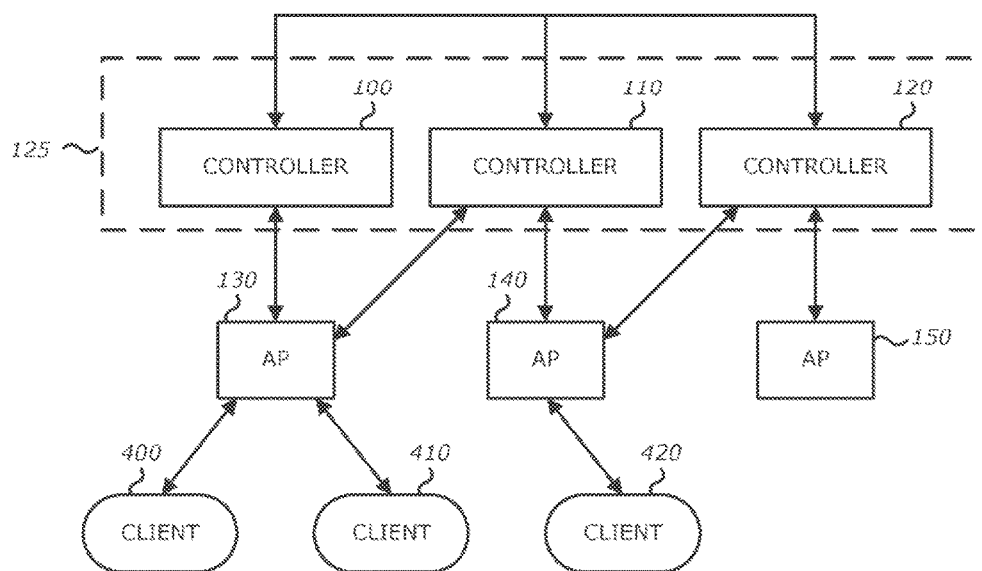 100
110
120
125
CONTROLLER
CONTROLLER
CONTROLLER
130
140
AP
AP
AP
150
400
410
420
CLIENT
CLIENT
CLIENT